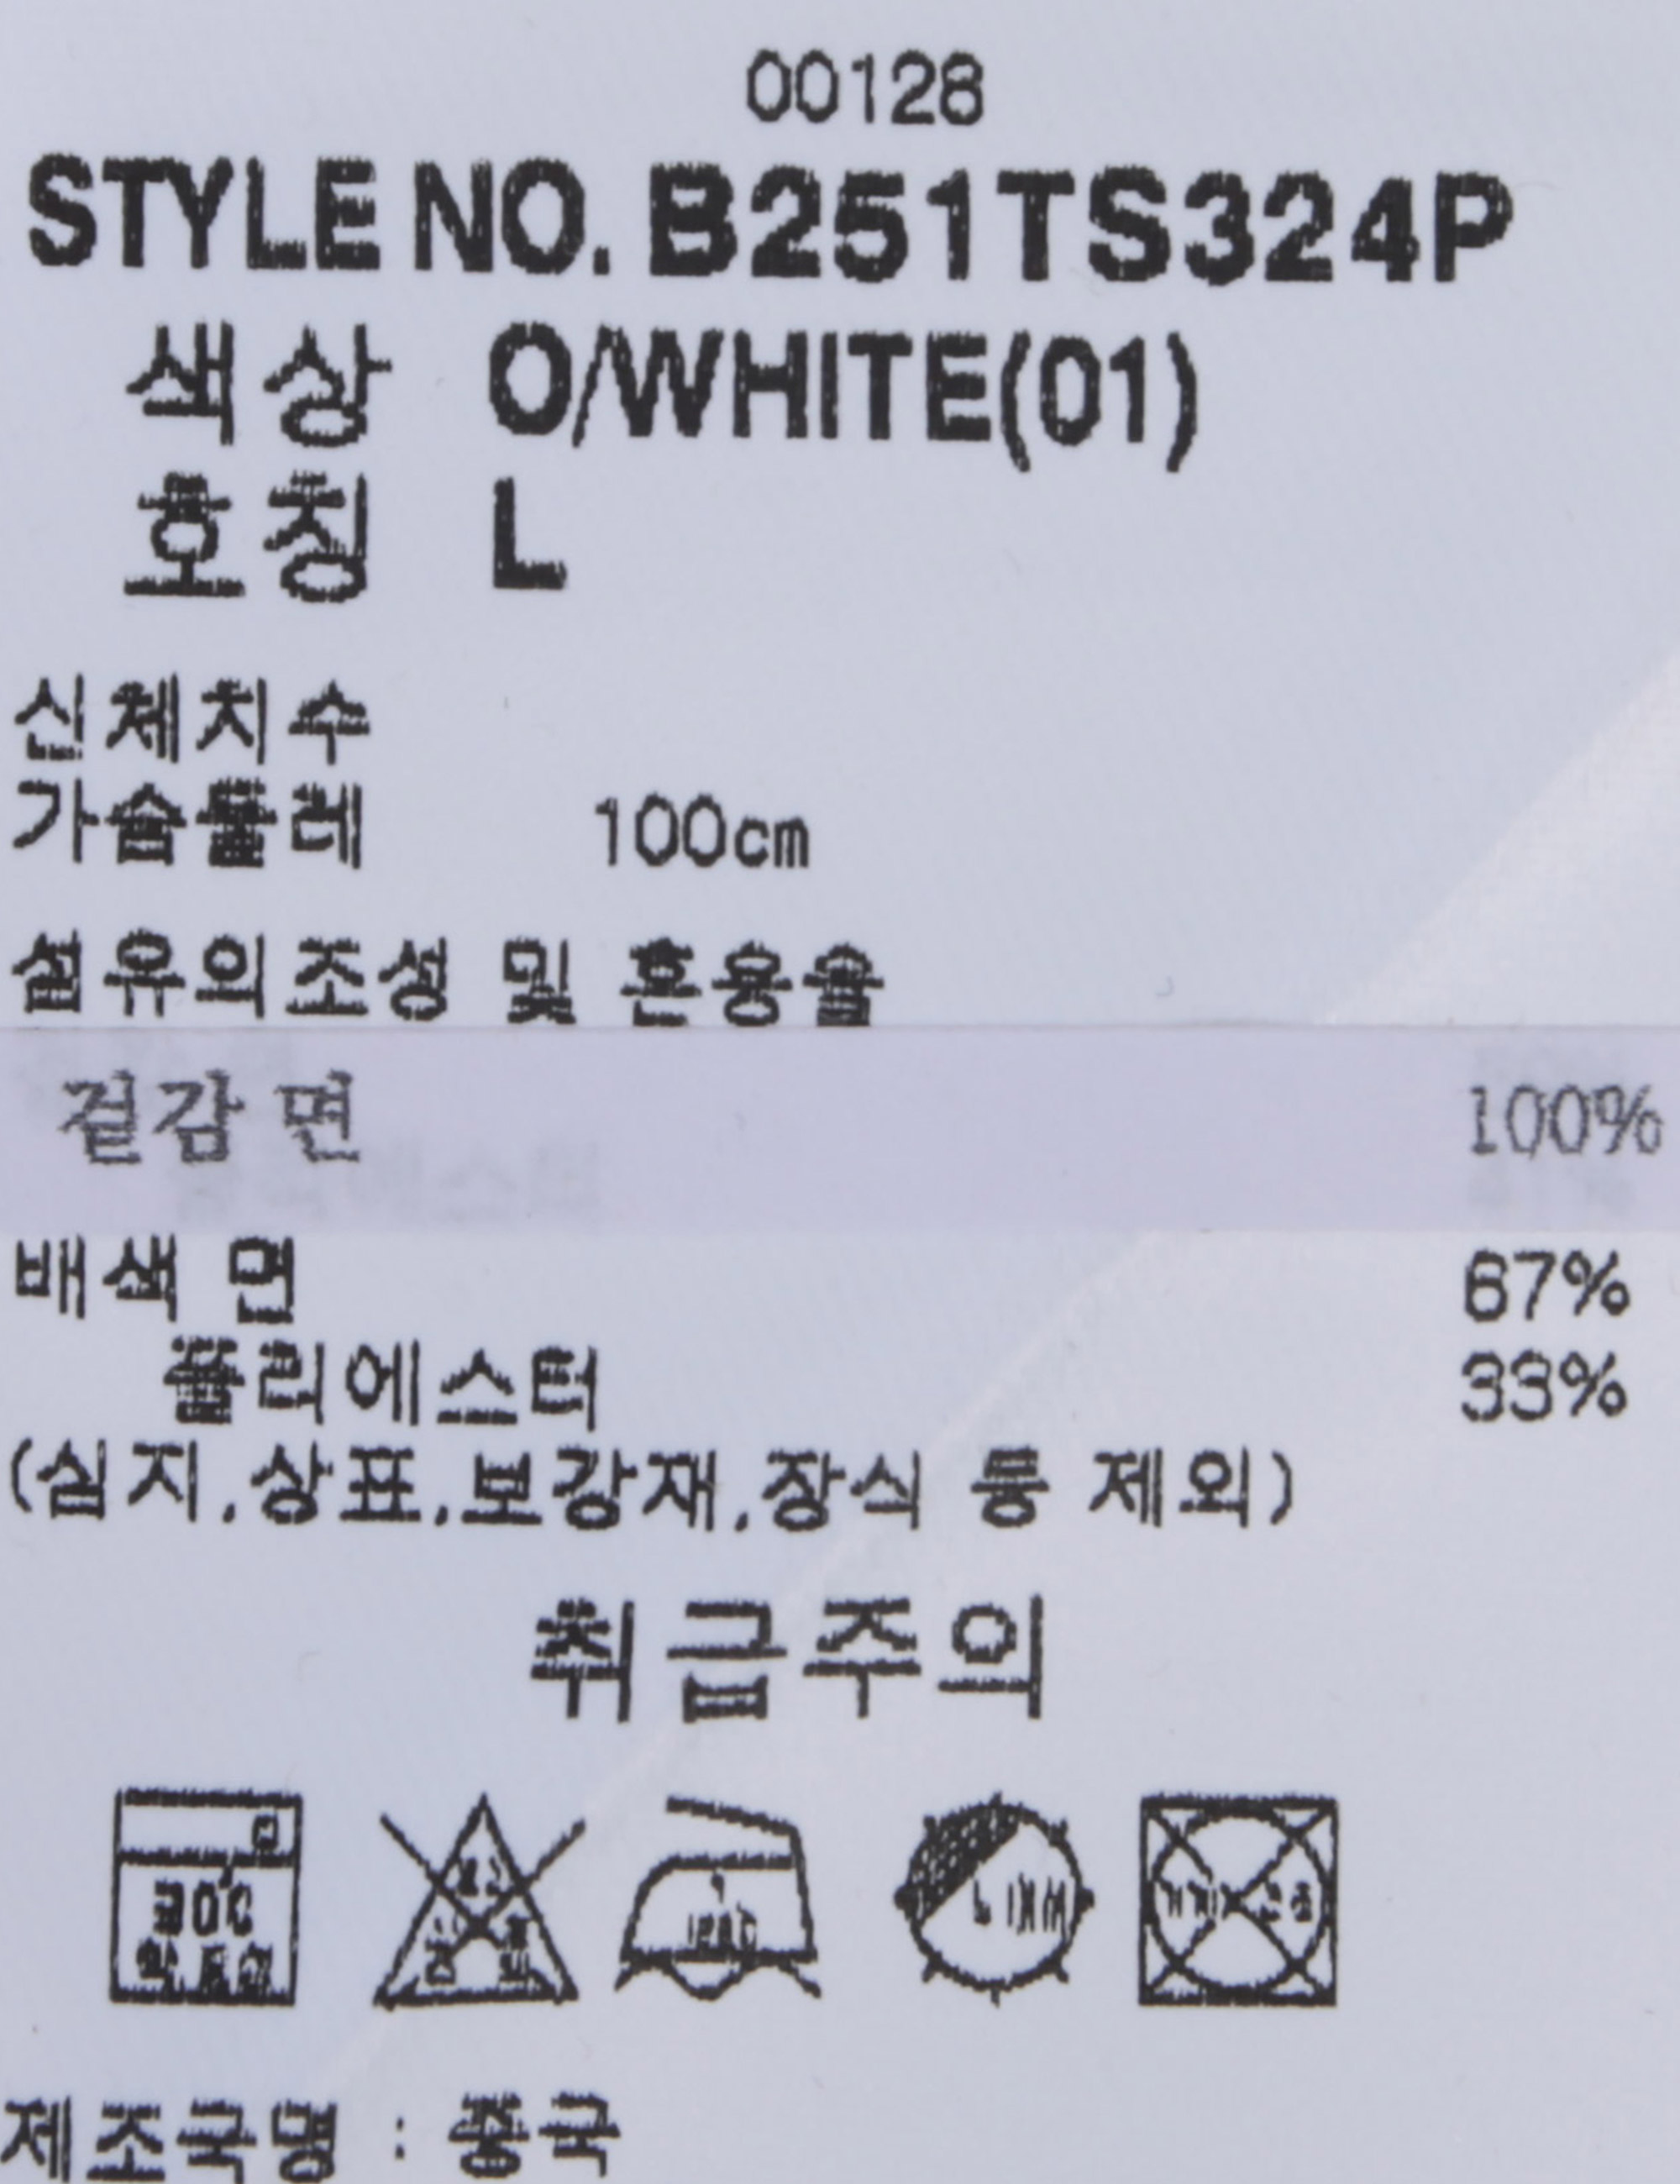 00128
STYLE NO. B251TS324P
색상 O/WHITE(01)
호칭 L
신체치수
가슴둘레 100cm
섬유의조성 및 혼용율
겉감 면 100%
배색 면 67%
폴리에스터 33%
(심지,상표,보강재,장식 등 제외)
취급주의
제조국명 : 중국